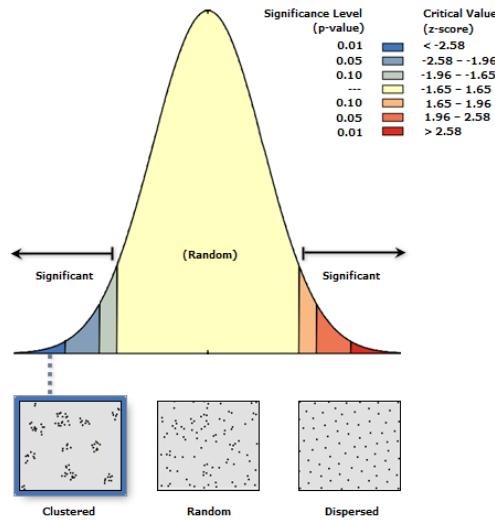 Significance Level Critical Value
(p-value) (z-score)
0.01 < -2.58
0.05 -2.58 – -1.96
0.10 -1.96 – -1.65
--- -1.65 – 1.65
0.10 1.65 – 1.96
0.05 1.96 – 2.58
0.01 > 2.58
(Random)
Significant Significant
Clustered Random Dispersed